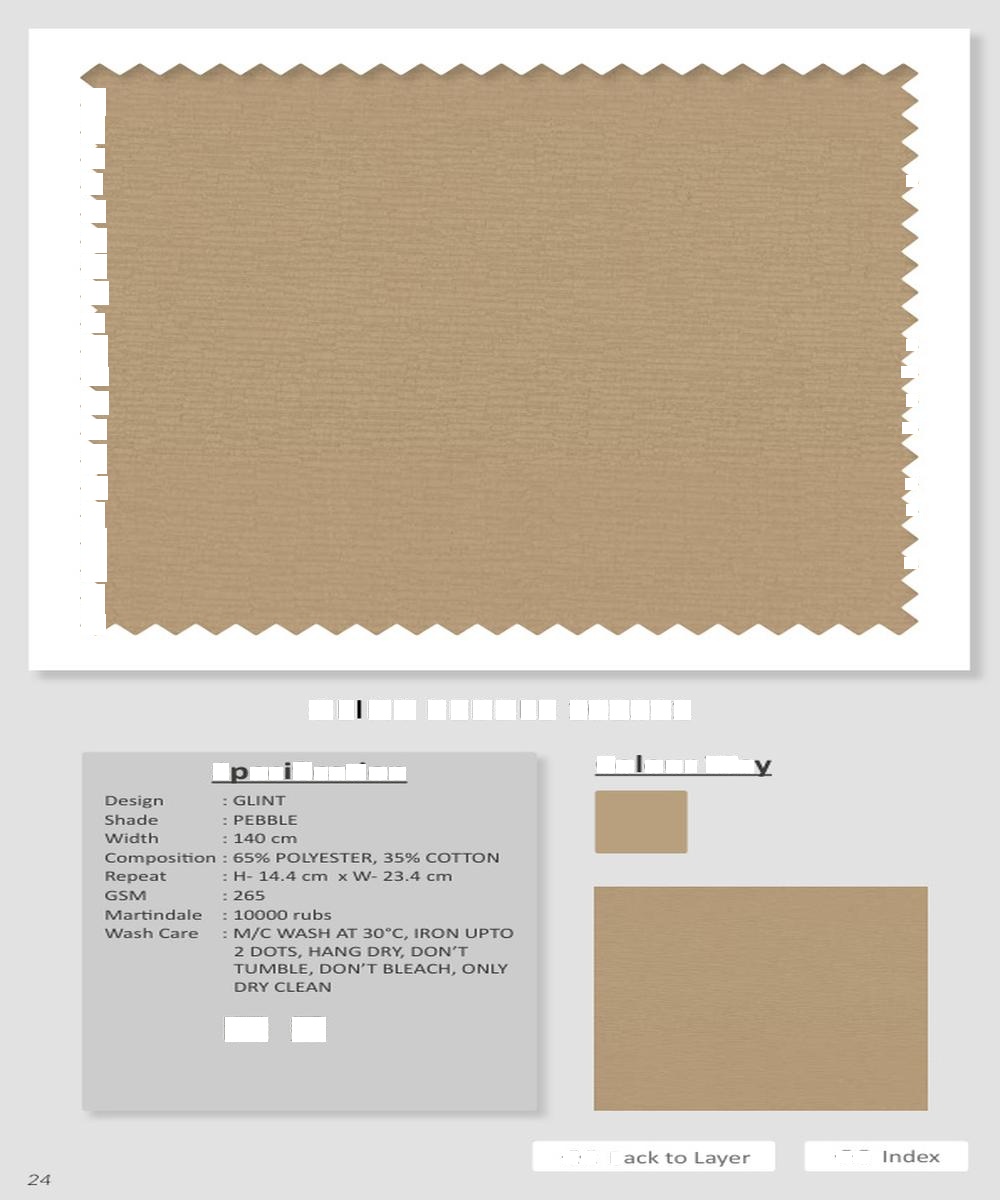 Design : GLINT
Shade : PEBBLE
Width : 140 cm
Composition : 65% POLYESTER, 35% COTTON
Repeat : H- 14.4 cm x W- 23.4 cm
GSM : 265
Martindale : 10000 rubs
Wash Care : M/C WASH AT 30°C, IRON UPTO
2 DOTS, HANG DRY, DON’T
TUMBLE, DON’T BLEACH, ONLY
DRY CLEAN
to Layer
Index
24